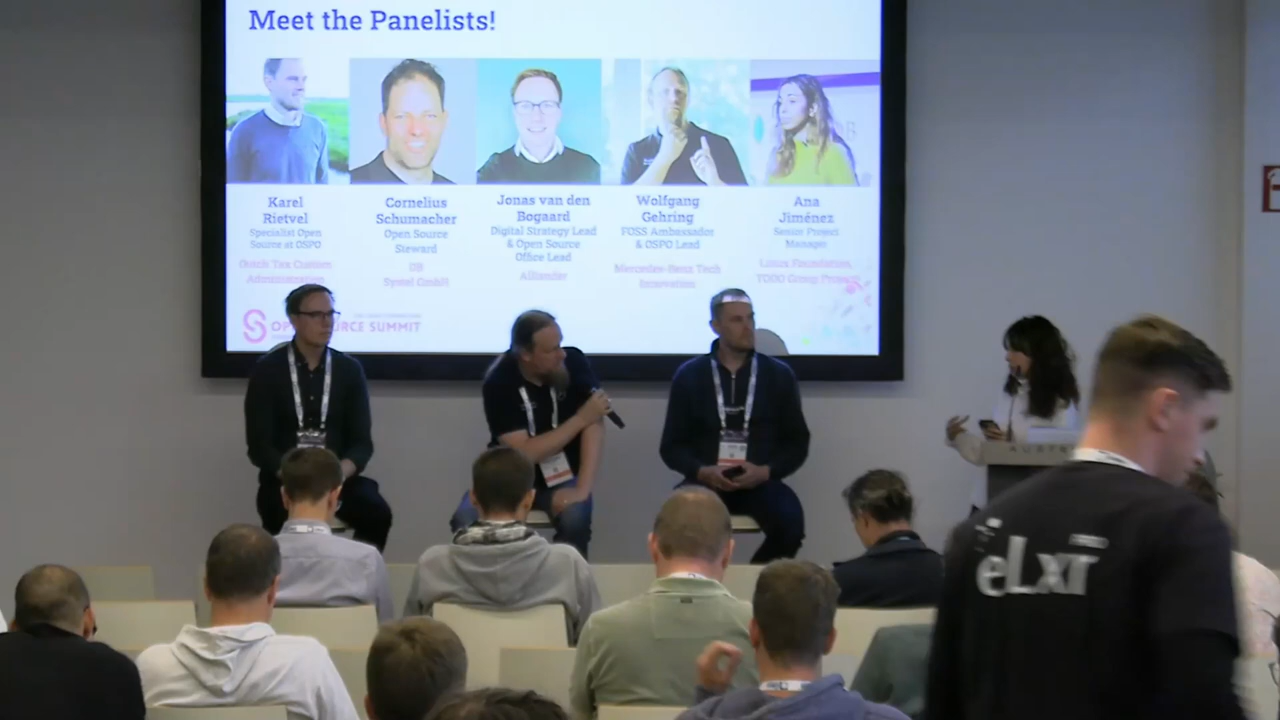 Meet the Panelists!
Karel
Rietvel
Specialist Open
Source at OSPO
Dutch Tax Custom
Administration
Cornelius
Schumacher
Open Source
Steward
DB
Systel GmbH
Jonas van den
Bogaard
Digital Strategy Lead
& Open Source
Office Lead
Alliander
Wolfgang
Gehring
FOSS Ambassador
& OSPO Lead
Mercedes-Benz Tech
Innovation
Ana
Jiménez
Senior Project
Manager
Linux Foundation,
TODO Group Project
OPEN SOURCE SUMMIT
eLxr